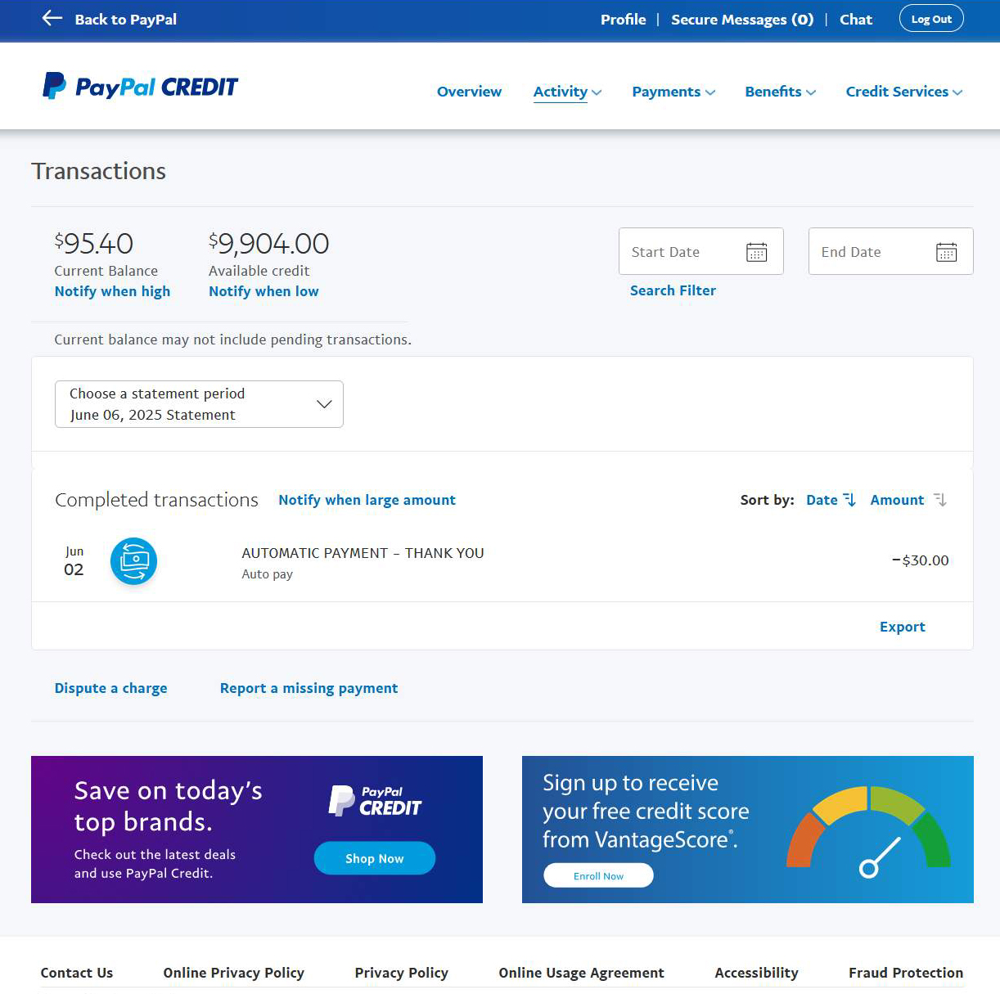 Back to PayPal
Profile | Secure Messages (0) | Chat Log Out
PayPal CREDIT
Overview Activity Payments Benefits Credit Services
Transactions
$95.40 $9,904.00
Current Balance Available credit
Notify when high Notify when low
Start Date End Date
Search Filter
Current balance may not include pending transactions.
Choose a statement period
June 06, 2025 Statement
Completed transactions Notify when large amount Sort by: Date Amount
Jun
02
AUTOMATIC PAYMENT – THANK YOU
Auto pay
–$30.00
Export
Dispute a charge Report a missing payment
Save on today's
top brands.
Check out the latest deals
and use PayPal Credit.
PayPal
CREDIT
Shop Now
Sign up to receive
your free credit score
from VantageScore®.
Enroll Now
Contact Us Online Privacy Policy Privacy Policy Online Usage Agreement Accessibility Fraud Protection